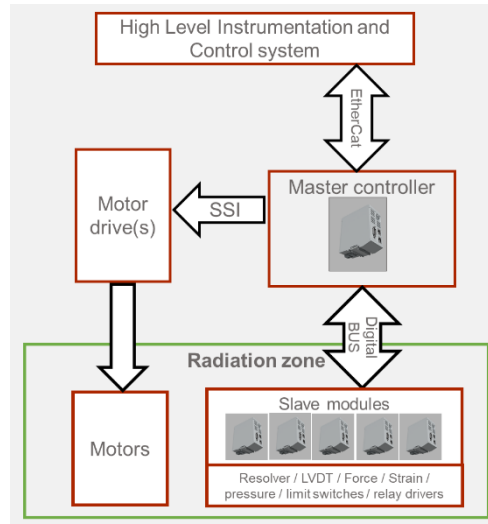 High Level Instrumentation and
Control system
EtherCat
Master controller
Motor
drive(s)
SSI
Digital
BUS
Radiation zone
Motors
Slave modules
Resolver / LVDT / Force / Strain /
pressure / limit switches / relay drivers